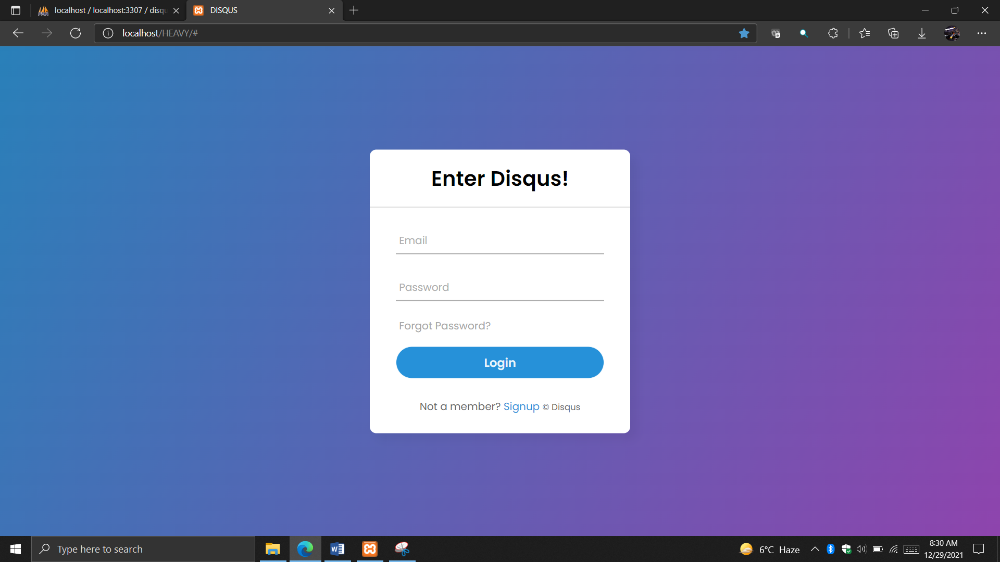 localhost / localhost:3307 / disqu
DISQUS
localhost/HEAVY/#
Enter Disqus!
Email
Password
Forgot Password?
Login
Not a member? Signup © Disqus
Type here to search
6°C Haze
8:30 AM
12/29/2021